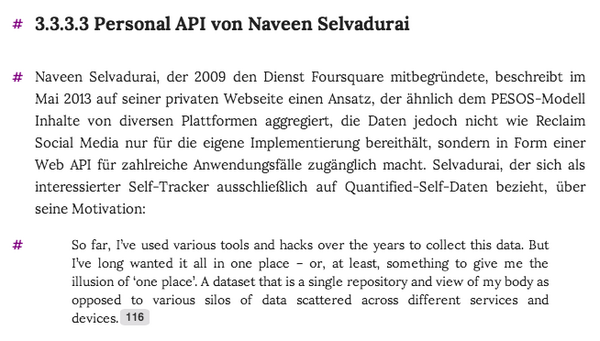 # 3.3.3.3 Personal API von Naveen Selvadurai
# Naveen Selvadurai, der 2009 den Dienst Foursquare mitbegründete, beschreibt im
Mai 2013 auf seiner privaten Webseite einen Ansatz, der ähnlich dem PESOS-Modell
Inhalte von diversen Plattformen aggregiert, die Daten jedoch nicht wie Reclaim
Social Media nur für die eigene Implementierung bereithält, sondern in Form einer
Web API für zahlreiche Anwendungsfälle zugänglich macht. Selvadurai, der sich als
interessierter Self-Tracker ausschließlich auf Quantified-Self-Daten bezieht, über
seine Motivation:
# So far, I've used various tools and hacks over the years to collect this data. But
I've long wanted it all in one place – or, at least, something to give me the
illusion of 'one place'. A dataset that is a single repository and view of my body as
opposed to various silos of data scattered across different services and
devices. 116